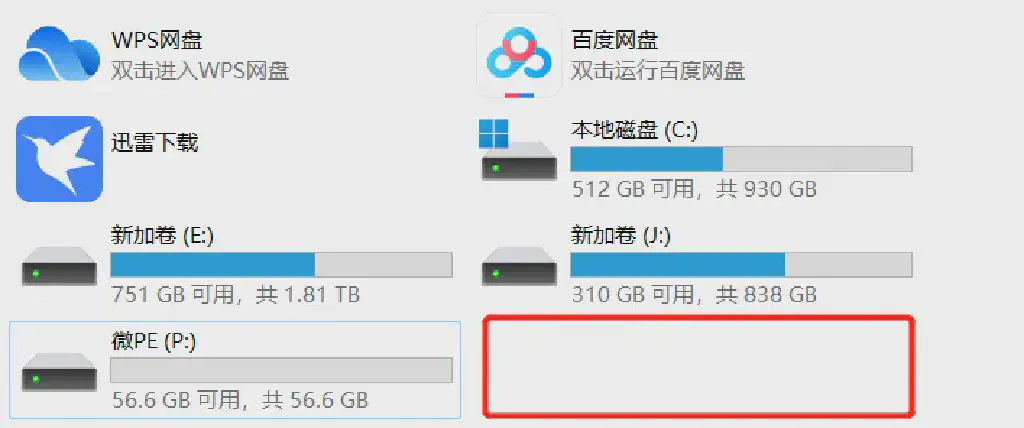 WPS网盘
双击进入WPS网盘
百度网盘
双击运行百度网盘
迅雷下载
本地磁盘 (C:)
512 GB 可用，共 930 GB
新加卷 (E:)
751 GB 可用，共 1.81 TB
新加卷 (J:)
310 GB 可用，共 838 GB
微PE (P:)
56.6 GB 可用，共 56.6 GB